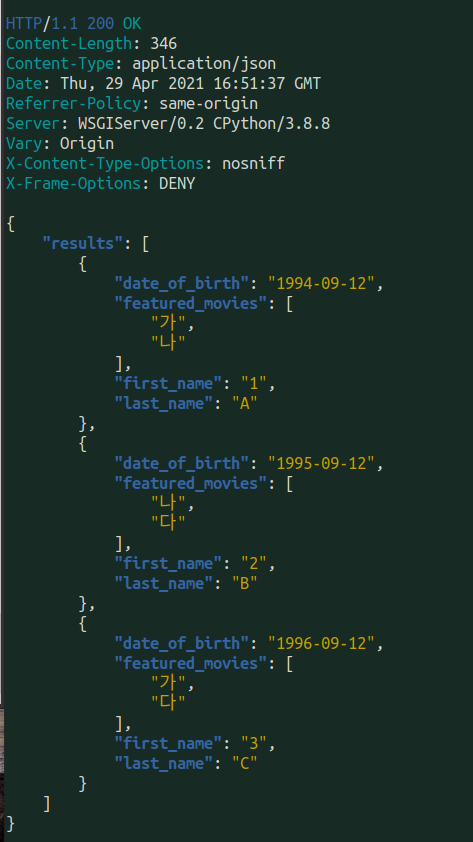 HTTP/1.1 200 OK
Content-Length: 346
Content-Type: application/json
Date: Thu, 29 Apr 2021 16:51:37 GMT
Referrer-Policy: same-origin
Server: WSGIServer/0.2 CPython/3.8.8
Vary: Origin
X-Content-Type-Options: nosniff
X-Frame-Options: DENY

{
    "results": [
        {
            "date_of_birth": "1994-09-12",
            "featured_movies": [
                "가",
                "나"
            ],
            "first_name": "1",
            "last_name": "A"
        },
        {
            "date_of_birth": "1995-09-12",
            "featured_movies": [
                "나",
                "다"
            ],
            "first_name": "2",
            "last_name": "B"
        },
        {
            "date_of_birth": "1996-09-12",
            "featured_movies": [
                "가",
                "다"
            ],
            "first_name": "3",
            "last_name": "C"
        }
    ]
}